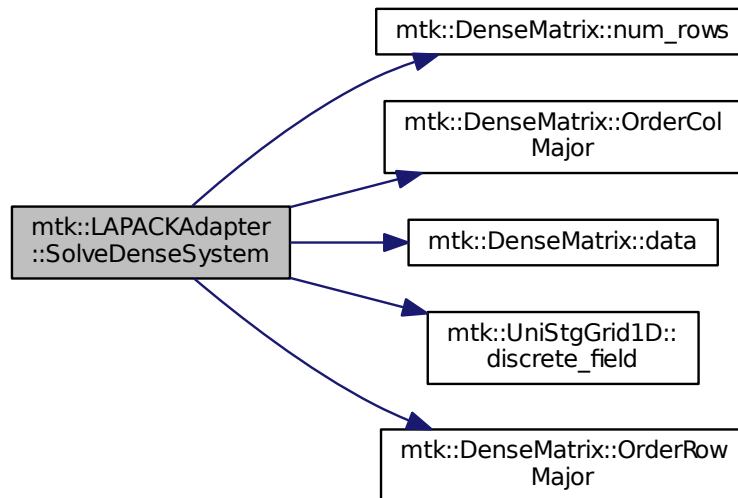 mtk::DenseMatrix::num_rows
mtk::DenseMatrix::OrderCol
Major
mtk::LAPACKAdapter
::SolveDenseSystem
mtk::DenseMatrix::data
mtk::UniStgGrid1D::
discrete_field
mtk::DenseMatrix::OrderRow
Major